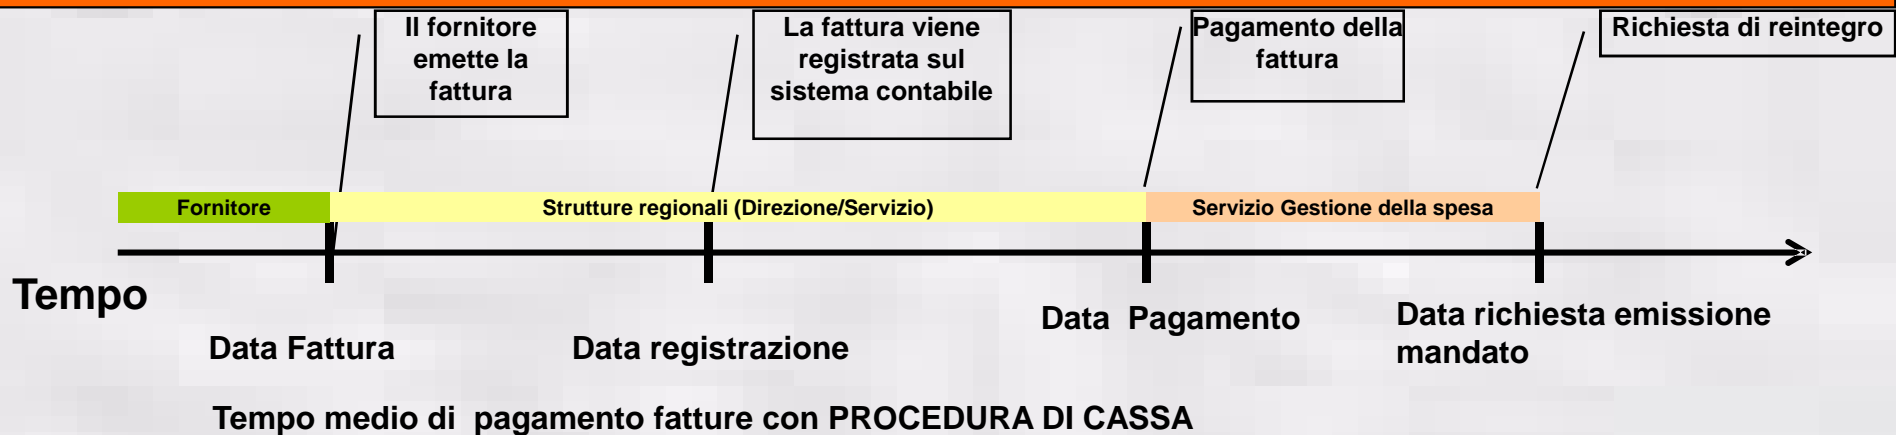 Il fornitore
emette la
fattura
La fattura viene
registrata sul
sistema contabile
Pagamento della
fattura
Richiesta di reintegro
Fornitore
Strutture regionali (Direzione/Servizio)
Servizio Gestione della spesa
Tempo
Data Fattura
Data registrazione
Data Pagamento
Data richiesta emissione
mandato
Tempo medio di pagamento fatture con PROCEDURA DI CASSA